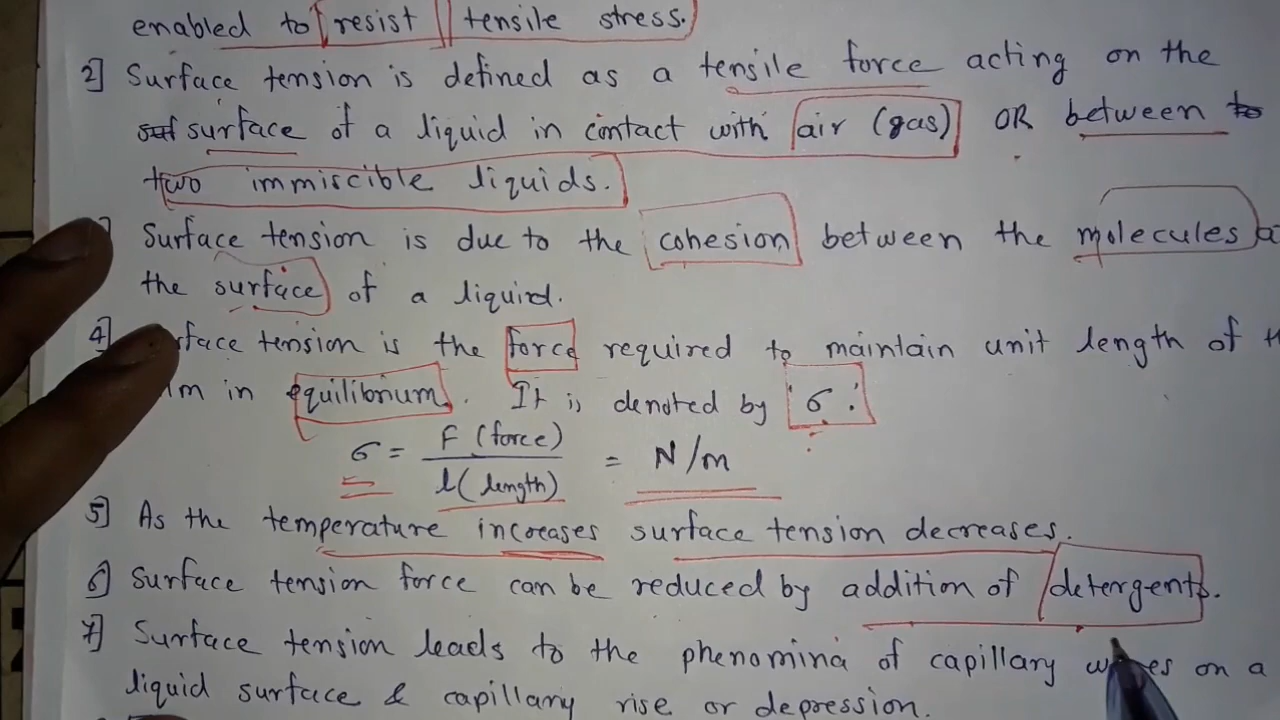 enabled to resist tensile stress.
2] Surface tension is defined as a tensile force acting on the
surface of a liquid in contact with air (gas) OR between
two immiscible liquids.
Surface tension is due to the cohesion between the molecules
the surface of a liquid.
4] tension is the force required to maintain unit length of
in equilibrium. It is denoted by 'σ'.
σ = F (force) / l (length) = N/m
5] As the temperature increases surface tension decreases.
6] Surface tension force can be reduced by addition of detergents.
7] Surface tension leads to the phenomina of capillary on a
liquid surface & capillary rise or depression.